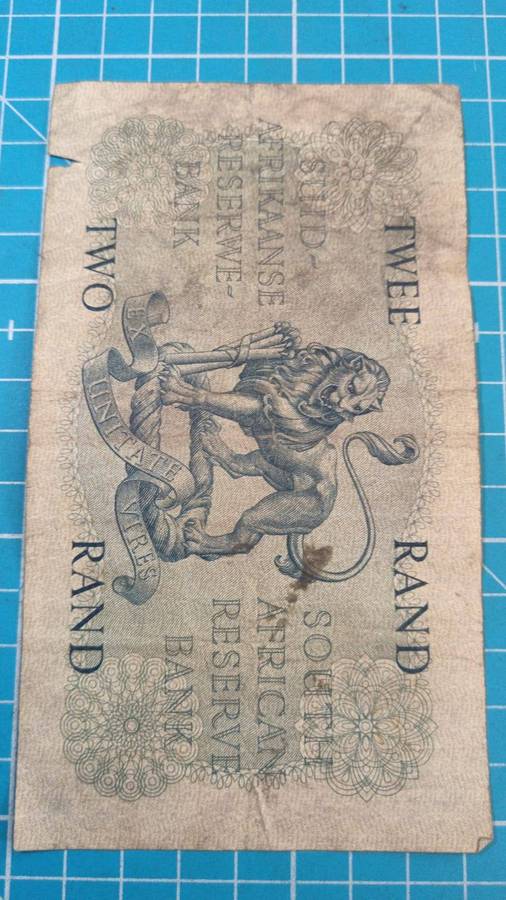 TWEE RAND
SUID-
AFRIKAANSE
RESERWE-
BANK
SOUTH
AFRICAN
RESERVE
BANK
EX UNITATE VIRES
TWO RAND